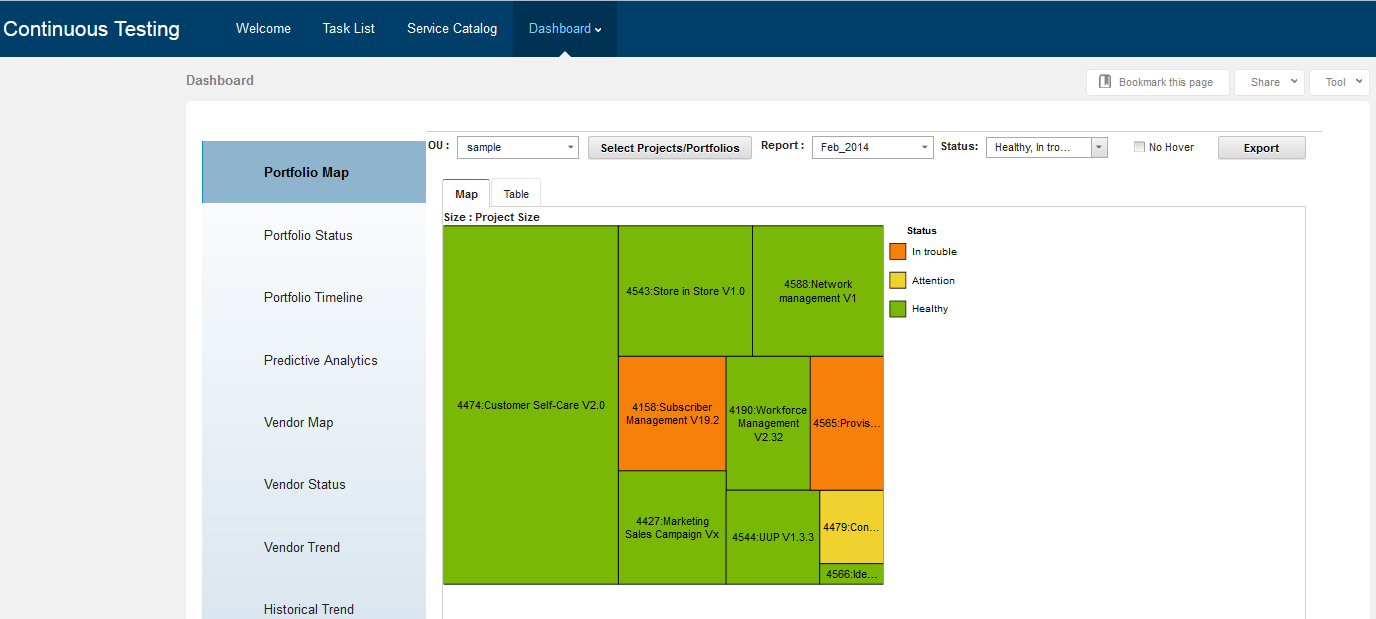 Continuous Testing
Welcome
Task List
Service Catalog
Dashboard
Dashboard
Bookmark this page
Share
Tool
Portfolio Map
Portfolio Status
Portfolio Timeline
Predictive Analytics
Vendor Map
Vendor Status
Vendor Trend
Historical Trend
OU :
sample
Select Projects/Portfolios
Report :
Feb_2014
Status:
Healthy, In tro...
No Hover
Export
Map
Table
Size : Project Size
4474:Customer Self-Care V2.0
4543:Store in Store V1.0
4588:Network
management V1
4158:Subscriber
Management V19.2
4190:Workforce
Management
V2.32
4565:Provis...
4427:Marketing
Sales Campaign Vx
4544:UUP V1.3.3
4479:Con...
4566:Ide...
Status
In trouble
Attention
Healthy